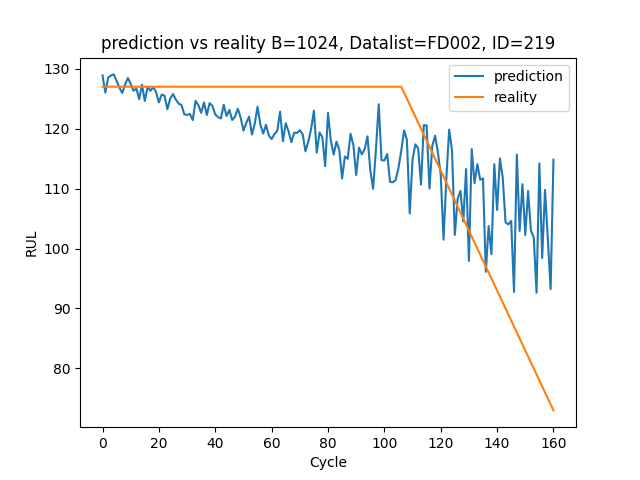 prediction vs reality B=1024, Datalist=FD002, ID=219
prediction
reality
130
120
110
100
90
80
RUL
0 20 40 60 80 100 120 140 160
Cycle